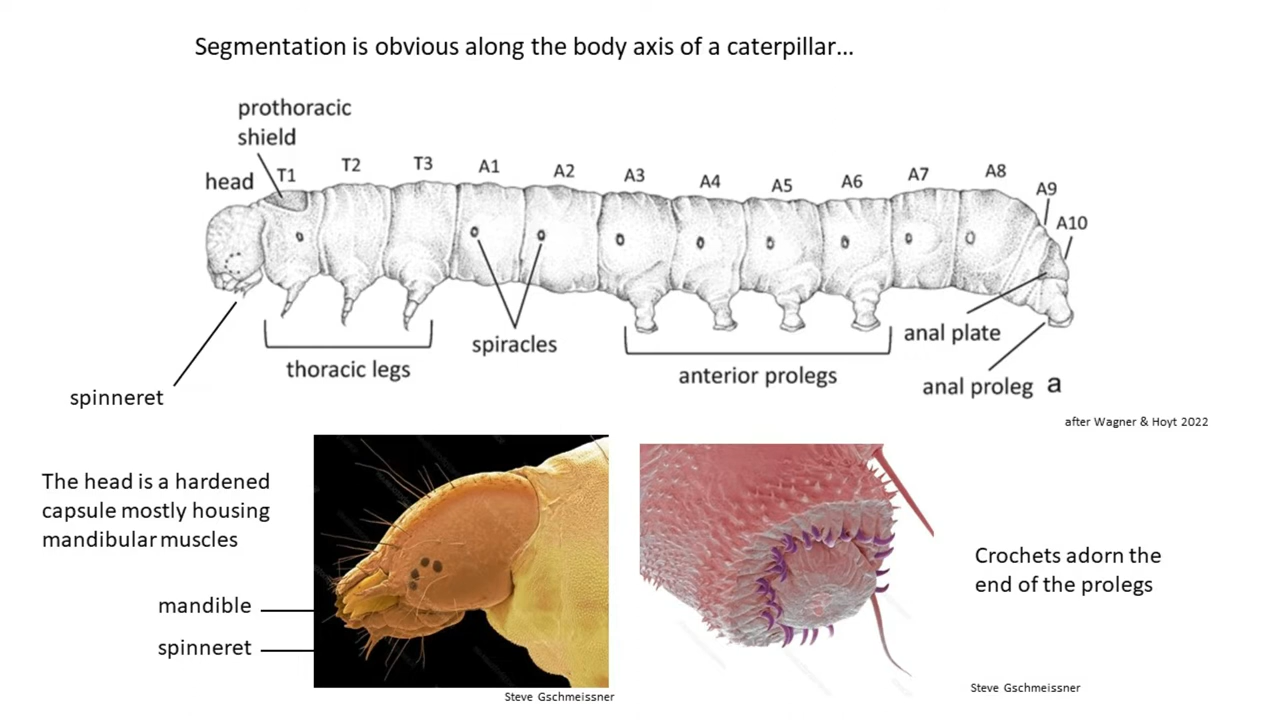 Segmentation is obvious along the body axis of a caterpillar...
prothoracic
shield
head
T1
T2
T3
A1
A2
A3
A4
A5
A6
A7
A8
A9
A10
spinneret
thoracic legs
spiracles
anterior prolegs
anal plate
anal proleg
a
after Wagner & Hoyt 2022
The head is a hardened
capsule mostly housing
mandibular muscles
mandible
spinneret
Steve Gschmeissner
Crochets adorn the
end of the prolegs
Steve Gschmeissner